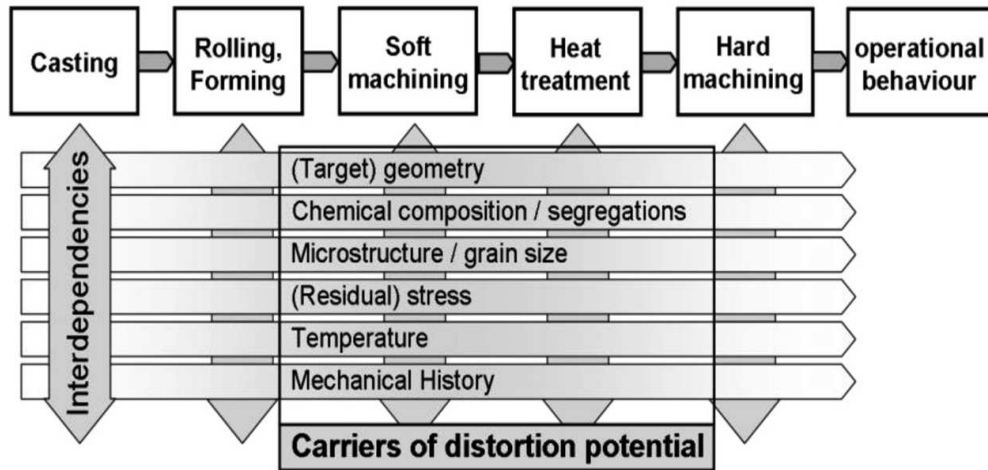 Casting
Rolling,
Forming
Soft
machining
Heat
treatment
Hard
machining
operational
behaviour
Interdependencies
(Target) geometry
Chemical composition / segregations
Microstructure / grain size
(Residual) stress
Temperature
Mechanical History
Carriers of distortion potential